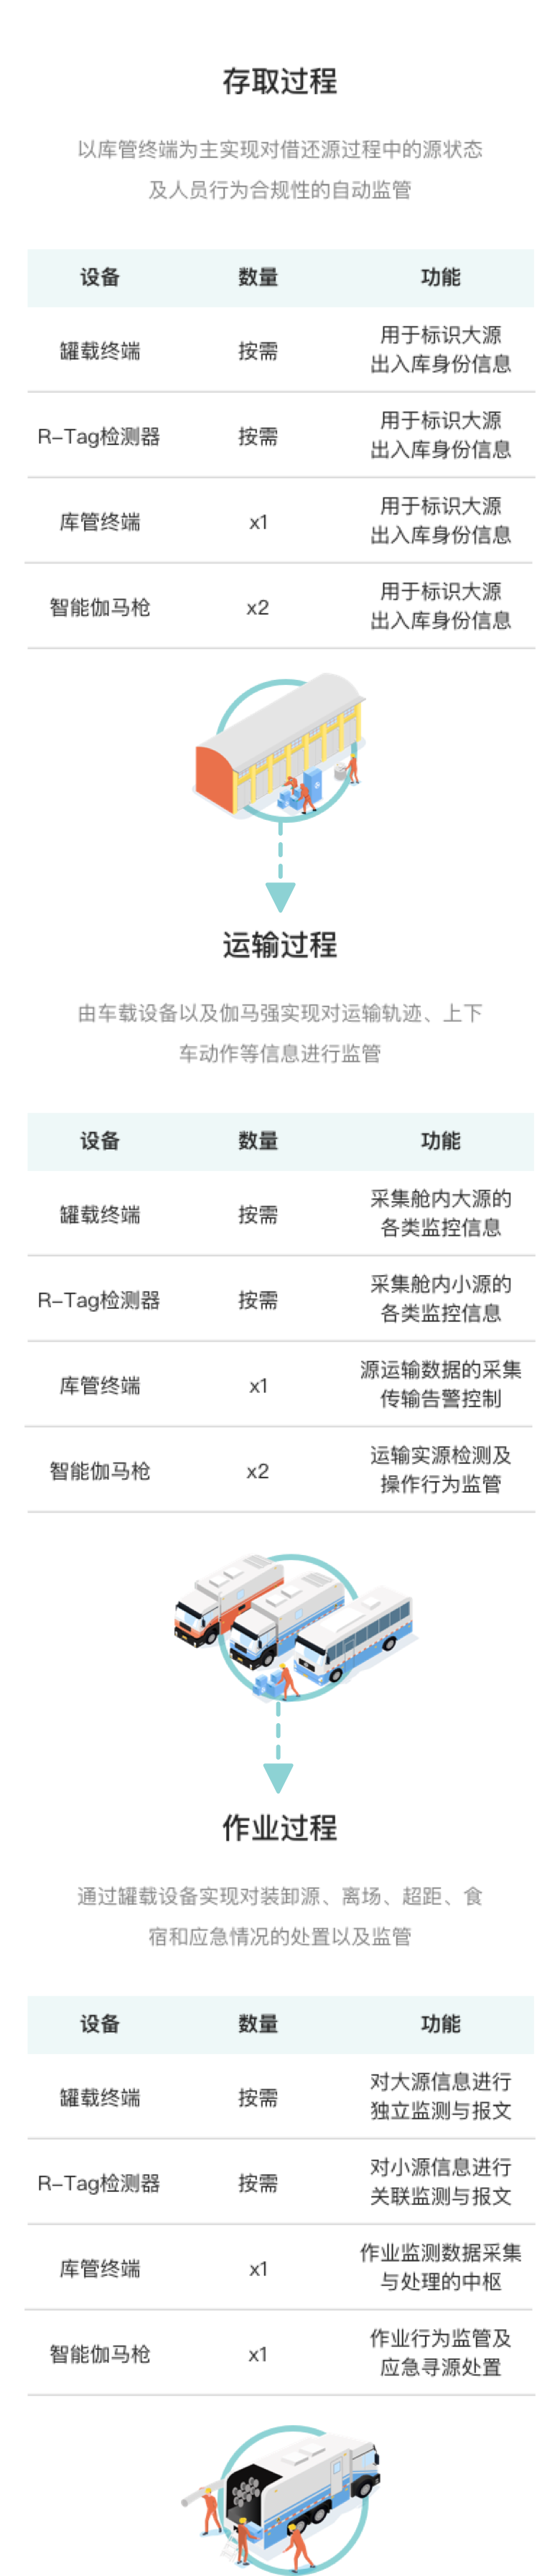 存取过程
以库管终端为主实现对借还源过程中的源状态
及人员行为合规性的自动监管
设备 数量 功能
罐载终端 按需 用于标识大源
出入库身份信息
R-Tag检测器 按需 用于标识大源
出入库身份信息
库管终端 x1 用于标识大源
出入库身份信息
智能伽马枪 x2 用于标识大源
出入库身份信息
运输过程
由车载设备以及伽马强实现对运输轨迹、上下
车动作等信息进行监管
设备 数量 功能
罐载终端 按需 采集舱内大源的
各类监控信息
R-Tag检测器 按需 采集舱内小源的
各类监控信息
库管终端 x1 源运输数据的采集
传输告警控制
智能伽马枪 x2 运输实源检测及
操作行为监管
作业过程
通过罐载设备实现对装卸源、离场、超距、食
宿和应急情况的处置以及监管
设备 数量 功能
罐载终端 按需 对大源信息进行
独立监测与报文
R-Tag检测器 按需 对小源信息进行
关联监测与报文
库管终端 x1 作业监测数据采集
与处理的中枢
智能伽马枪 x1 作业行为监管及
应急寻源处置